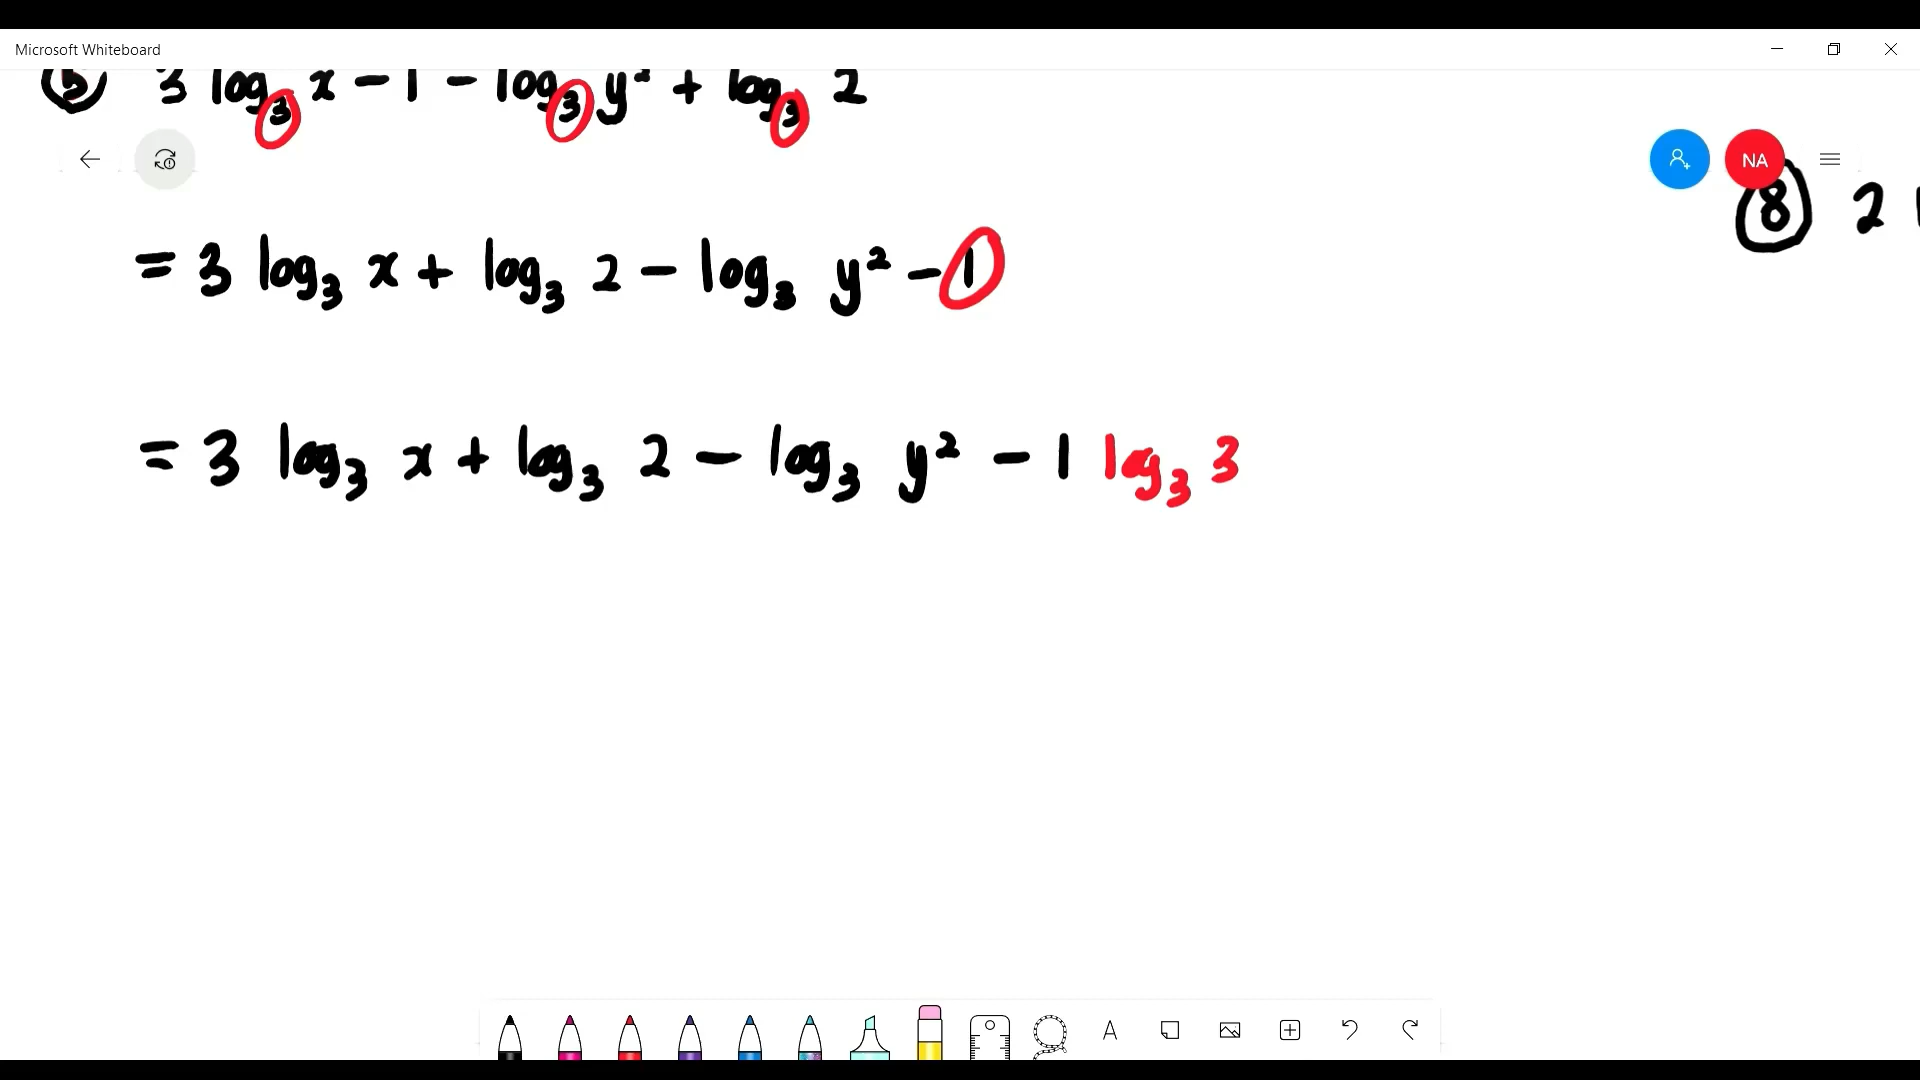 Microsoft Whiteboard
⑤ 3 log₃ x - 1 - log₃ y² + log₃ 2
NA
⑧ 2
= 3 log₃ x + log₃ 2 - log₃ y² - 1
= 3 log₃ x + log₃ 2 - log₃ y² - 1 log₃ 3
A